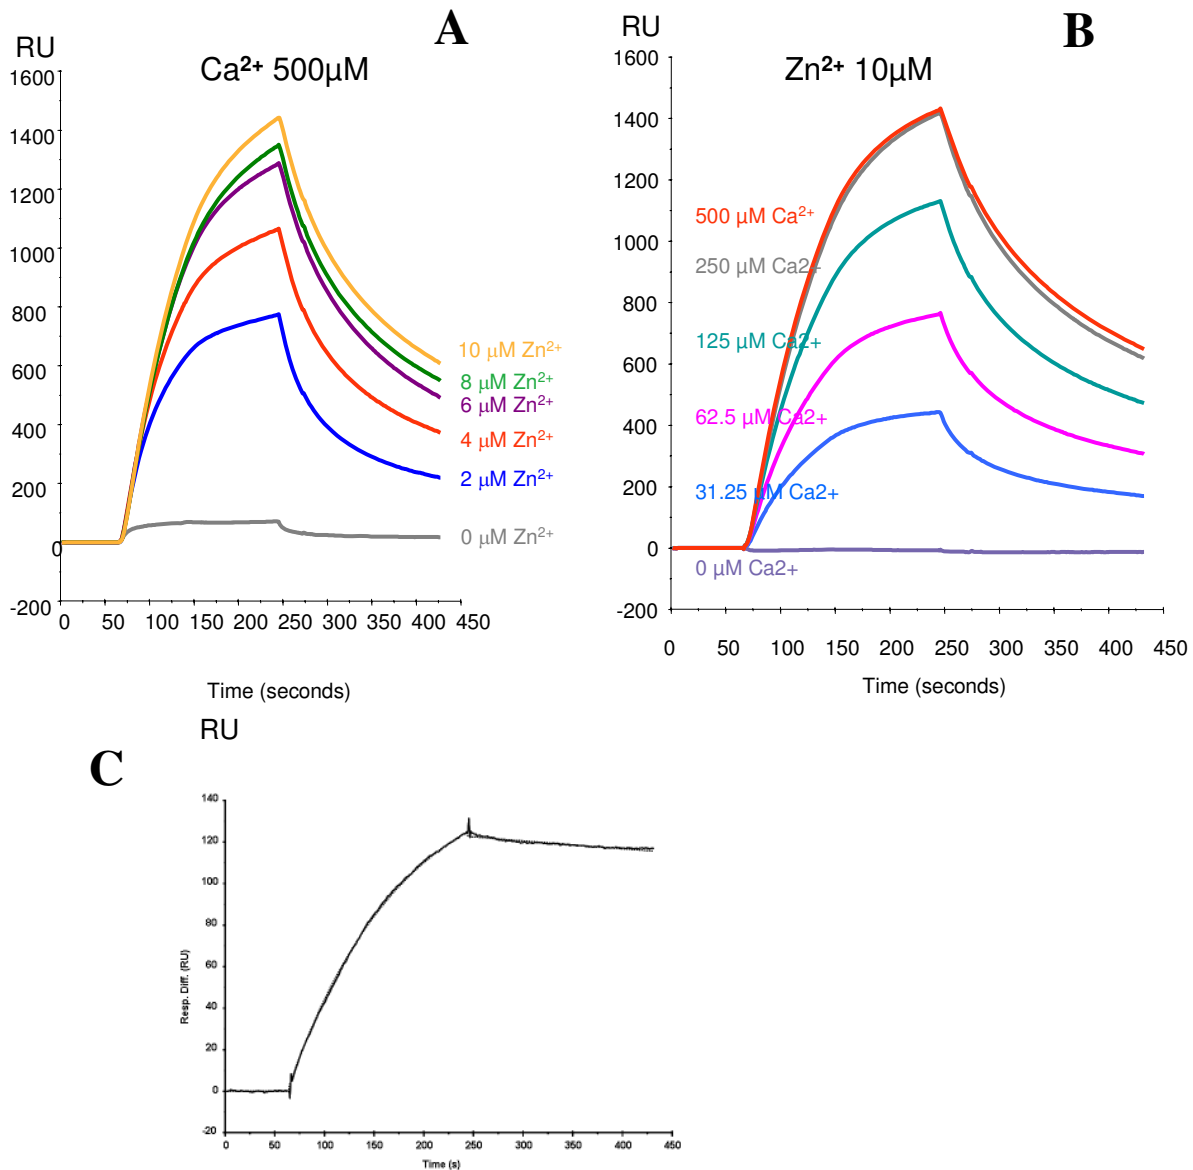 A
RU
Ca²⁺ 500µM
1600
1400
1200
1000
800
600
400
200
0
-200
0 50 100 150 200 250 300 350 400 450
Time (seconds)
10 µM Zn²⁺
8 µM Zn²⁺
6 µM Zn²⁺
4 µM Zn²⁺
2 µM Zn²⁺
0 µM Zn²⁺
B
RU
Zn²⁺ 10µM
1600
1400
1200
1000
800
600
400
200
0
-200
0 50 100 150 200 250 300 350 400 450
Time (seconds)
500 µM Ca²⁺
250 µM Ca2+
125 µM Ca2+
62.5 µM Ca2+
31.25 µM Ca2+
0 µM Ca2+
C
RU
140
120
100
80
60
40
20
0
-20
Resp. Diff. (RU)
0 50 100 150 200 250 300 350 400 450
Time (s)